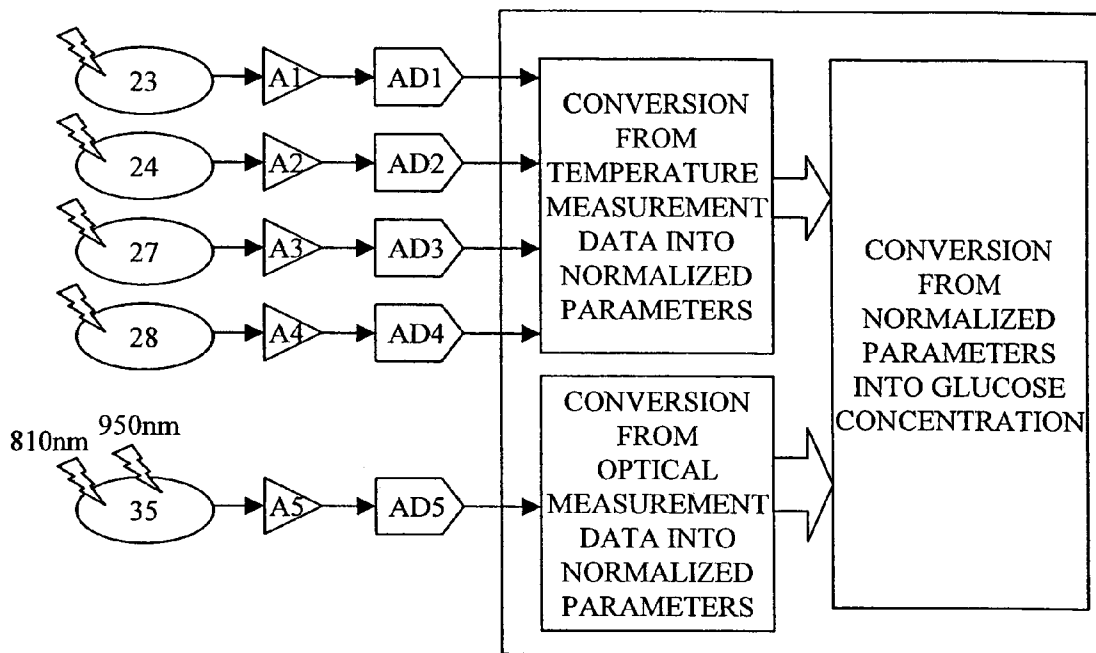 23 A1 AD1
24 A2 AD2
27 A3 AD3
28 A4 AD4
CONVERSION
FROM
TEMPERATURE
MEASUREMENT
DATA INTO
NORMALIZED
PARAMETERS
810nm 950nm
35 A5 AD5
CONVERSION
FROM
OPTICAL
MEASUREMENT
DATA INTO
NORMALIZED
PARAMETERS
CONVERSION
FROM
NORMALIZED
PARAMETERS
INTO GLUCOSE
CONCENTRATION